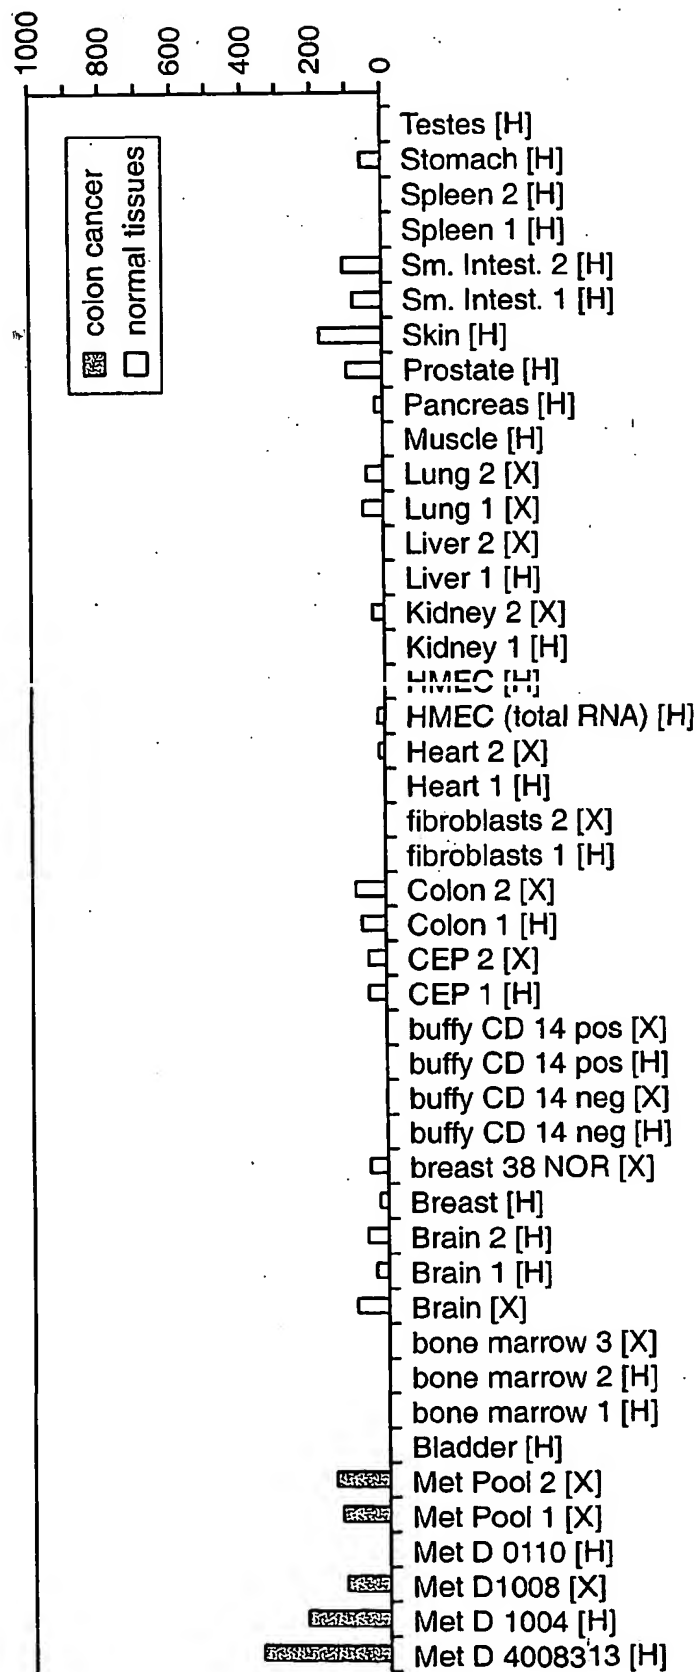 1000
800
600
400
200
0
colon cancer
normal tissues
Testes [H]
Stomach [H]
Spleen 2 [H]
Spleen 1 [H]
Sm. Intest. 2 [H]
Sm. Intest. 1 [H]
Skin [H]
Prostate [H]
Pancreas [H]
Muscle [H]
Lung 2 [X]
Lung 1 [X]
Liver 2 [X]
Liver 1 [H]
Kidney 2 [X]
Kidney 1 [H]
HMEC [H]
HMEC (total RNA) [H]
Heart 2 [X]
Heart 1 [H]
fibroblasts 2 [X]
fibroblasts 1 [H]
Colon 2 [X]
Colon 1 [H]
CEP 2 [X]
CEP 1 [H]
buffy CD 14 pos [X]
buffy CD 14 pos [H]
buffy CD 14 neg [X]
buffy CD 14 neg [H]
breast 38 NOR [X]
Breast [H]
Brain 2 [H]
Brain 1 [H]
Brain [X]
bone marrow 3 [X]
bone marrow 2 [H]
bone marrow 1 [H]
Bladder [H]
Met Pool 2 [X]
Met Pool 1 [X]
Met D 0110 [H]
Met D1008 [X]
Met D 1004 [H]
Met D 4008313 [H]